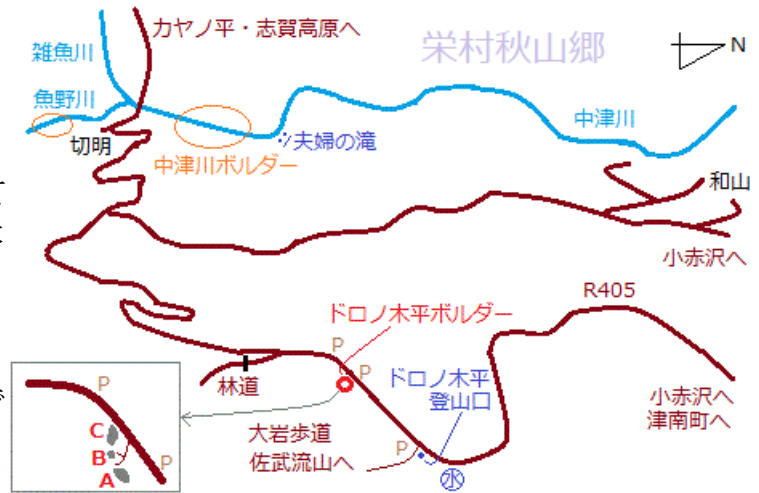 カヤノ平・志賀高原へ
栄村秋山郷
N
雑魚川
魚野川
切明
中津川ボルダー
夫婦の滝
中津川
和山
小赤沢へ
R405
ドロノ木平ボルダー
P
P
林道
ドロノ木平
登山口
小赤沢へ
津南町へ
大岩歩道
佐武流山へ
P
水
P
C
B
A
P